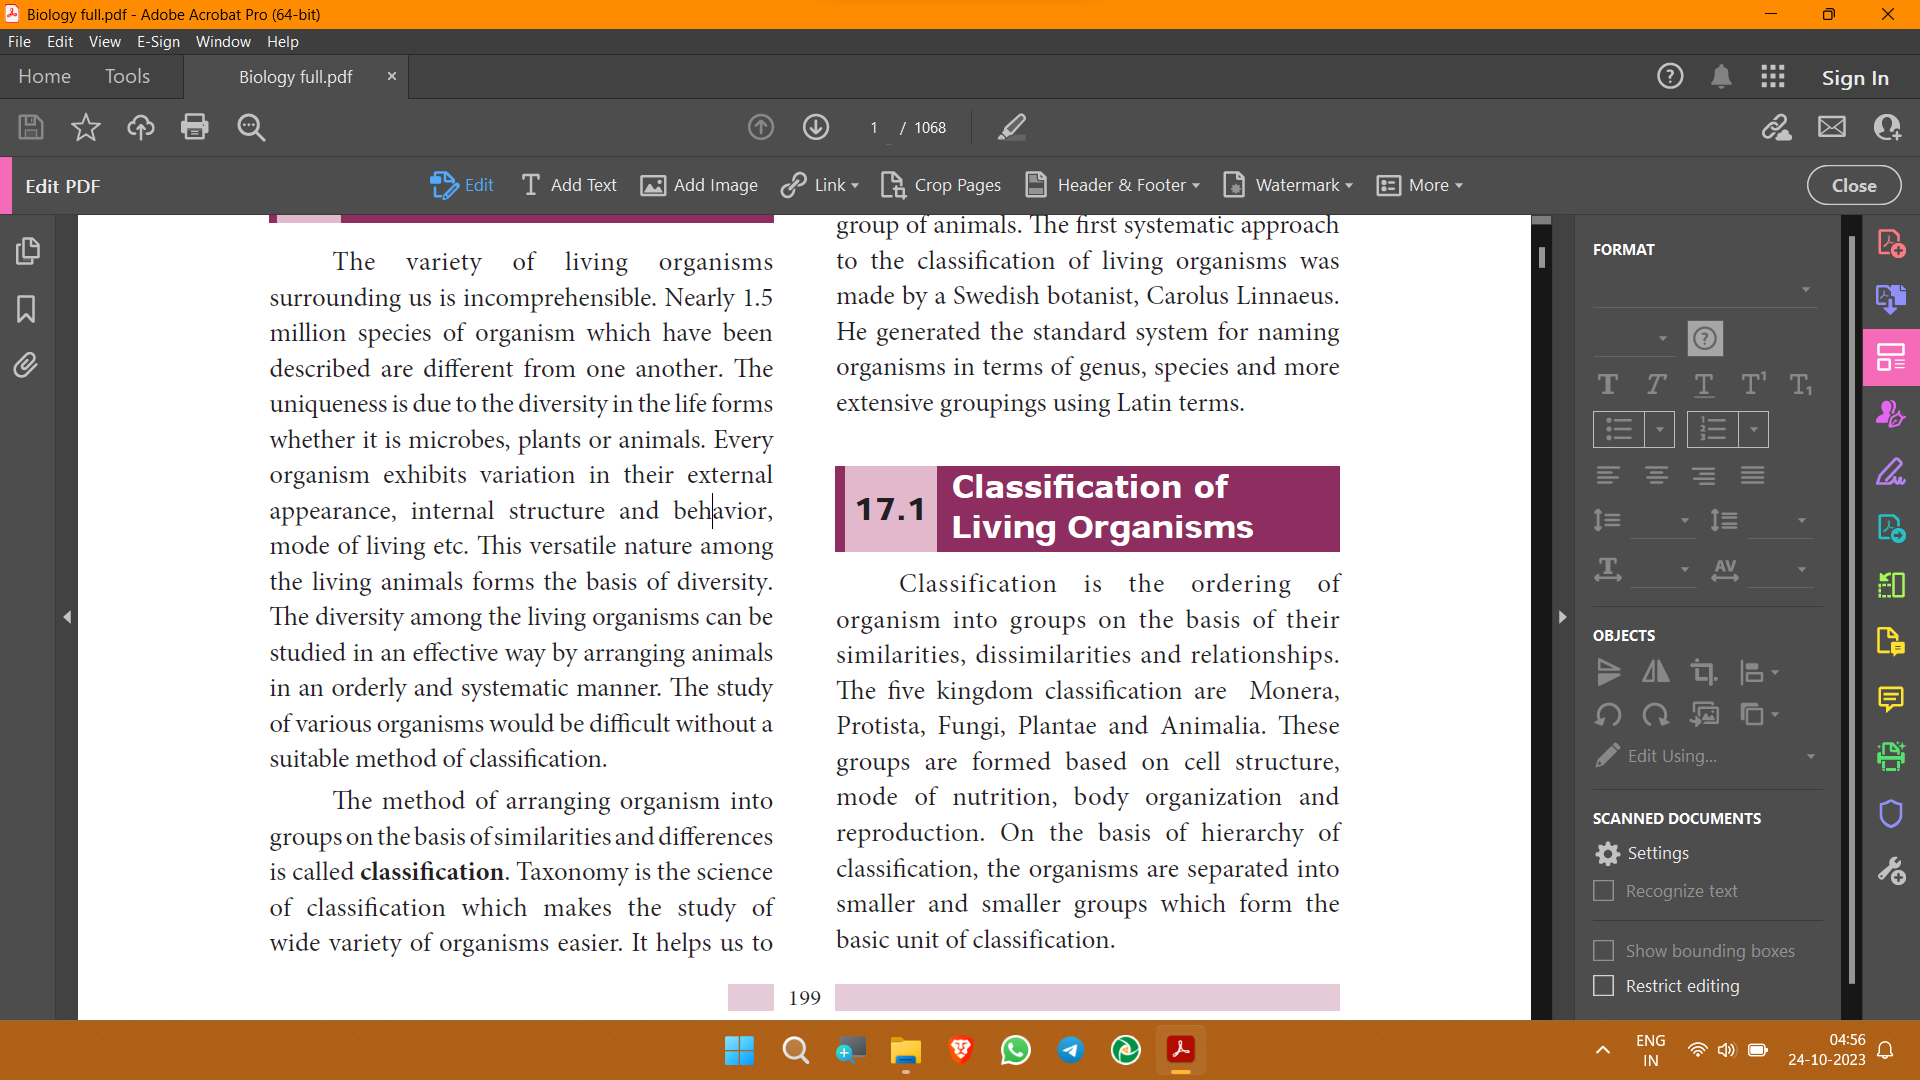 Biology full.pdf - Adobe Acrobat Pro (64-bit)
File Edit View E-Sign Window Help
Home Tools Biology full.pdf × Sign In
1 / 1068
Edit PDF Edit Add Text Add Image Link Crop Pages Header & Footer Watermark More Close
The variety of living organisms
surrounding us is incomprehensible. Nearly 1.5
million species of organism which have been
described are different from one another. The
uniqueness is due to the diversity in the life forms
whether it is microbes, plants or animals. Every
organism exhibits variation in their external
appearance, internal structure and behavior,
mode of living etc. This versatile nature among
the living animals forms the basis of diversity.
The diversity among the living organisms can be
studied in an effective way by arranging animals
in an orderly and systematic manner. The study
of various organisms would be difficult without a
suitable method of classification.
The method of arranging organism into
groups on the basis of similarities and differences
is called classification. Taxonomy is the science
of classification which makes the study of
wide variety of organisms easier. It helps us to
group of animals. The first systematic approach
to the classification of living organisms was
made by a Swedish botanist, Carolus Linnaeus.
He generated the standard system for naming
organisms in terms of genus, species and more
extensive groupings using Latin terms.
17.1 Classification of
Living Organisms
Classification is the ordering of
organism into groups on the basis of their
similarities, dissimilarities and relationships.
The five kingdom classification are Monera,
Protista, Fungi, Plantae and Animalia. These
groups are formed based on cell structure,
mode of nutrition, body organization and
reproduction. On the basis of hierarchy of
classification, the organisms are separated into
smaller and smaller groups which form the
basic unit of classification.
199
FORMAT
OBJECTS
Edit Using...
SCANNED DOCUMENTS
Settings
Recognize text
Show bounding boxes
Restrict editing
ENG
IN
04:56
24-10-2023